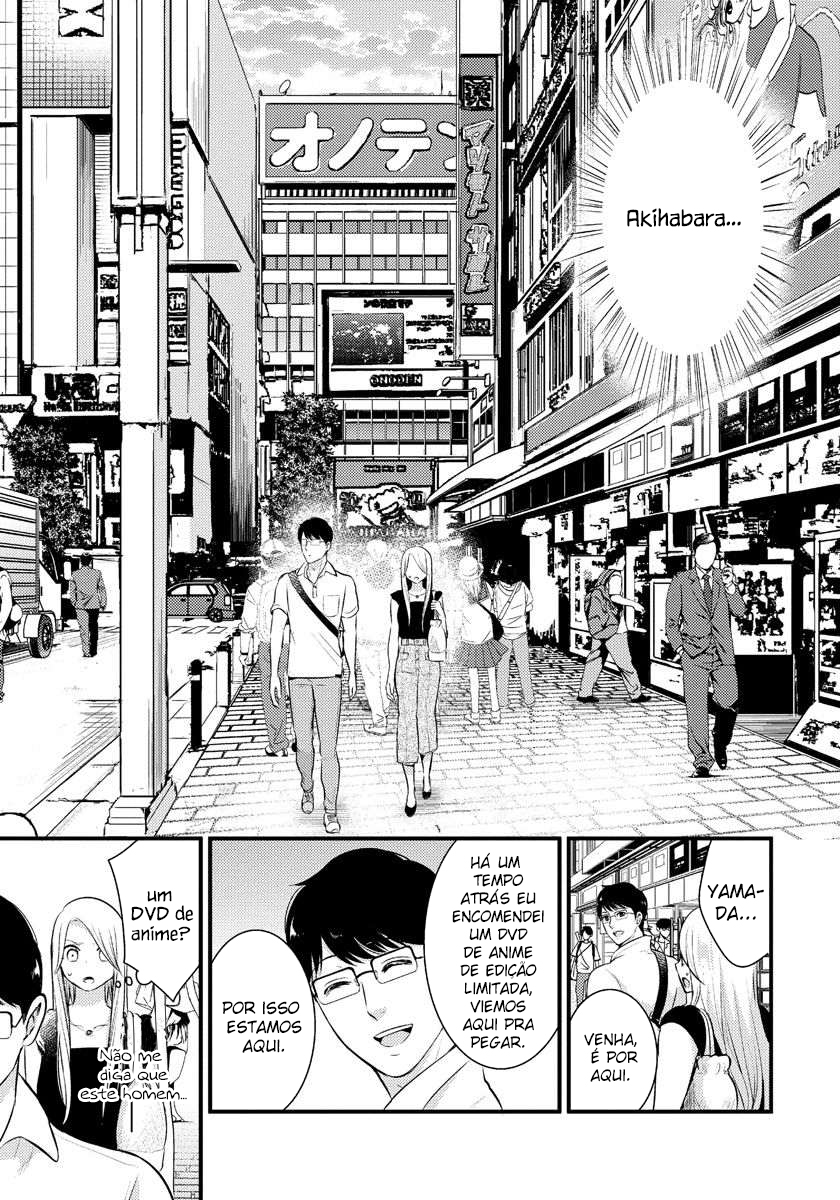 Akihabara...
オノテン
ONODEN
YAMA-
DA...
VENHA,
É POR
AQUI.
HÁ UM
TEMPO
ATRÁS EU
ENCOMENDEI
UM DVD
DE ANIME
DE EDIÇÃO
LIMITADA,
VIEMOS
AQUI PRA
PEGAR.
POR ISSO
ESTAMOS
AQUI.
um
DVD de
anime?
Não me
diga que
este homem...